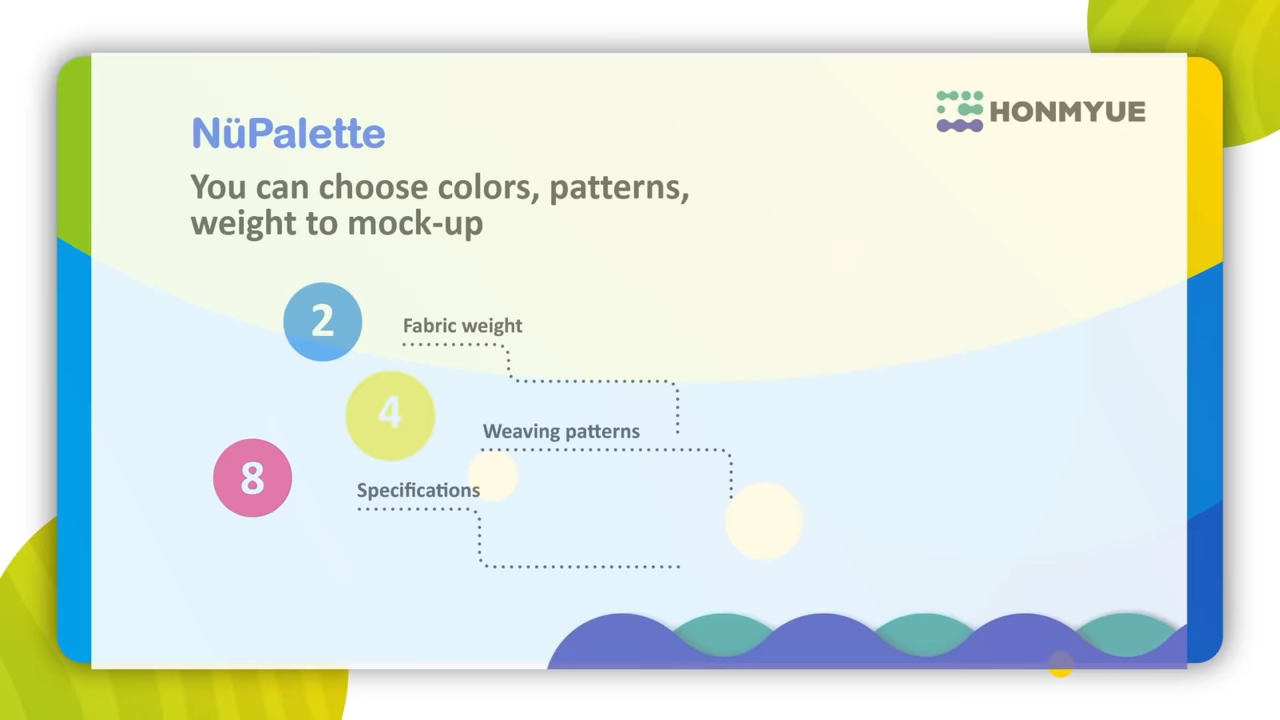 HONMYUE
NüPalette
You can choose colors, patterns,
weight to mock-up
2
Fabric weight
4
Weaving patterns
8
Specifications